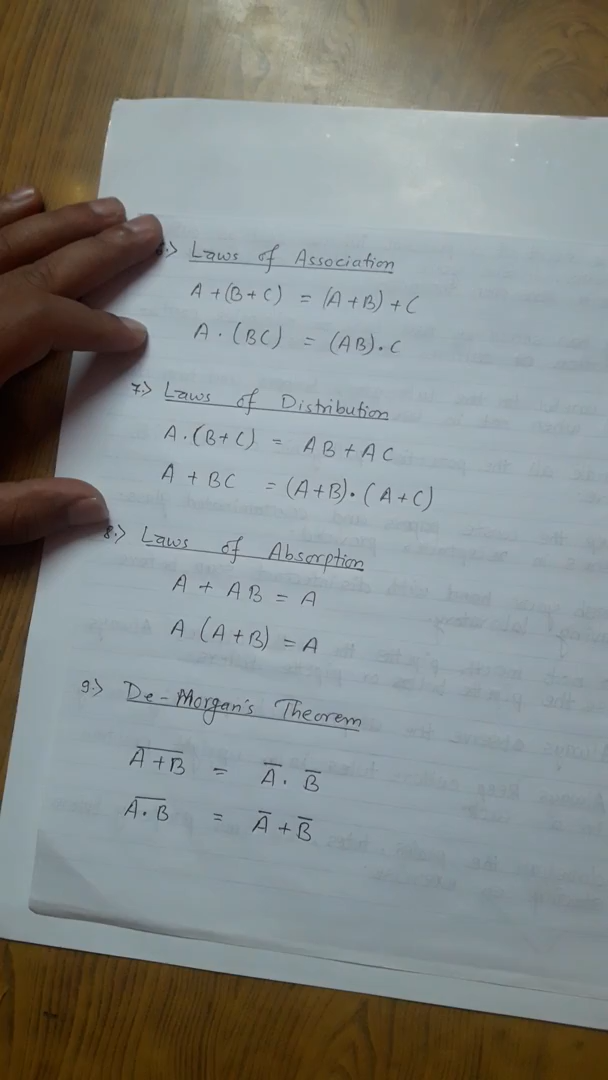 6.> Laws of Association
A + (B + C) = (A + B) + C
A . (BC) = (AB) . C
7.> Laws of Distribution
A . (B + C) = AB + AC
A + BC = (A + B) . (A + C)
8.> Laws of Absorption
A + AB = A
A (A + B) = A
9.> De-Morgan's Theorem
A̅ ̅+̅ ̅B̅ = A̅ . B̅
A̅ ̅.̅ ̅B̅ = A̅ + B̅